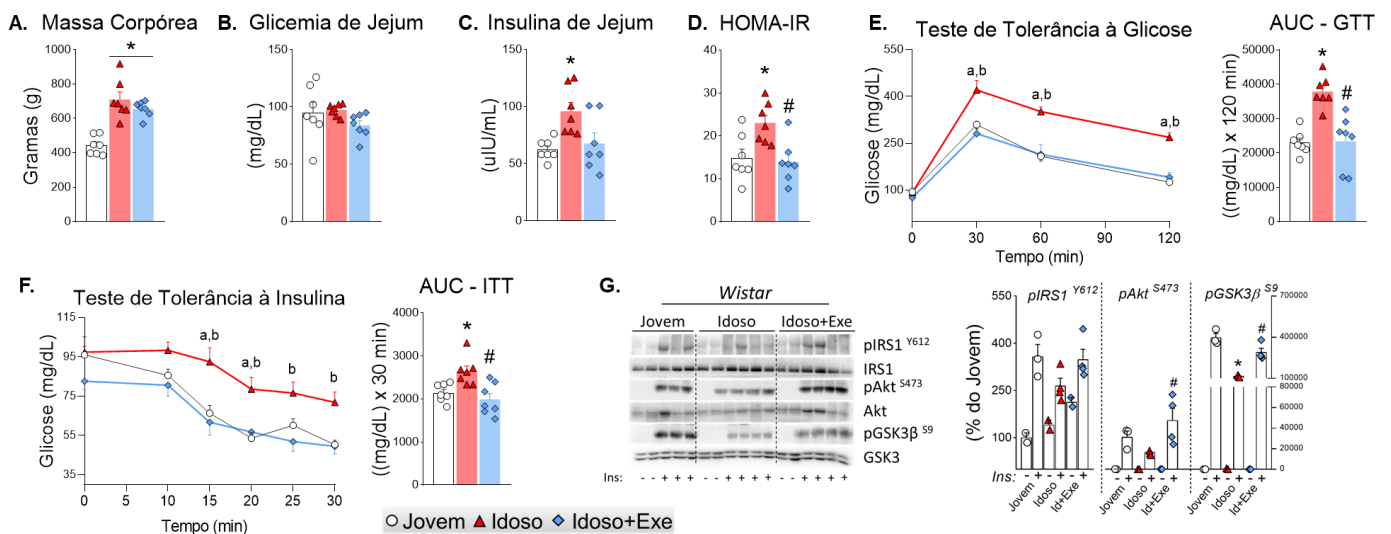 A. Massa Corpórea
*
Gramas (g)
1000
800
600
400
200
0
B. Glicemia de Jejum
(mg/dL)
150
100
50
0
C. Insulina de Jejum
*
(uIU/mL)
150
100
50
0
D. HOMA-IR
*
#
40
30
20
10
0
E. Teste de Tolerância à Glicose
Glicose (mg/dL)
400
250
100
a,b
a,b
a,b
0 30 60 90 120
Tempo (min)
AUC - GTT
*
#
((mg/dL) x 120 min)
50000
40000
30000
20000
10000
0
F. Teste de Tolerância à Insulina
Glicose (mg/dL)
115
95
75
55
35
a,b
a,b
b
b
0 5 10 15 20 25 30
Tempo (min)
AUC - ITT
*
#
((mg/dL) x 30 min)
4000
3000
2000
1000
0
Jovem Idoso Idoso+Exe
G. Wistar
Jovem Idoso Idoso+Exe
pIRS1 Y612
IRS1
pAkt S473
Akt
pGSK3β S9
GSK3
Ins: - - + + + - - + + + + - - + + + +
pIRS1 Y612 pAkt S473 pGSK3β S9
(% do Jovem)
550
400
250
100
#
*
#
700000
400000
100000
80000
60000
40000
20000
0
Ins: - + - + - + - + - + - + - + - + - +
Jovem Idoso Id+Exe Jovem Idoso Id+Exe Jovem Idoso Id+Exe